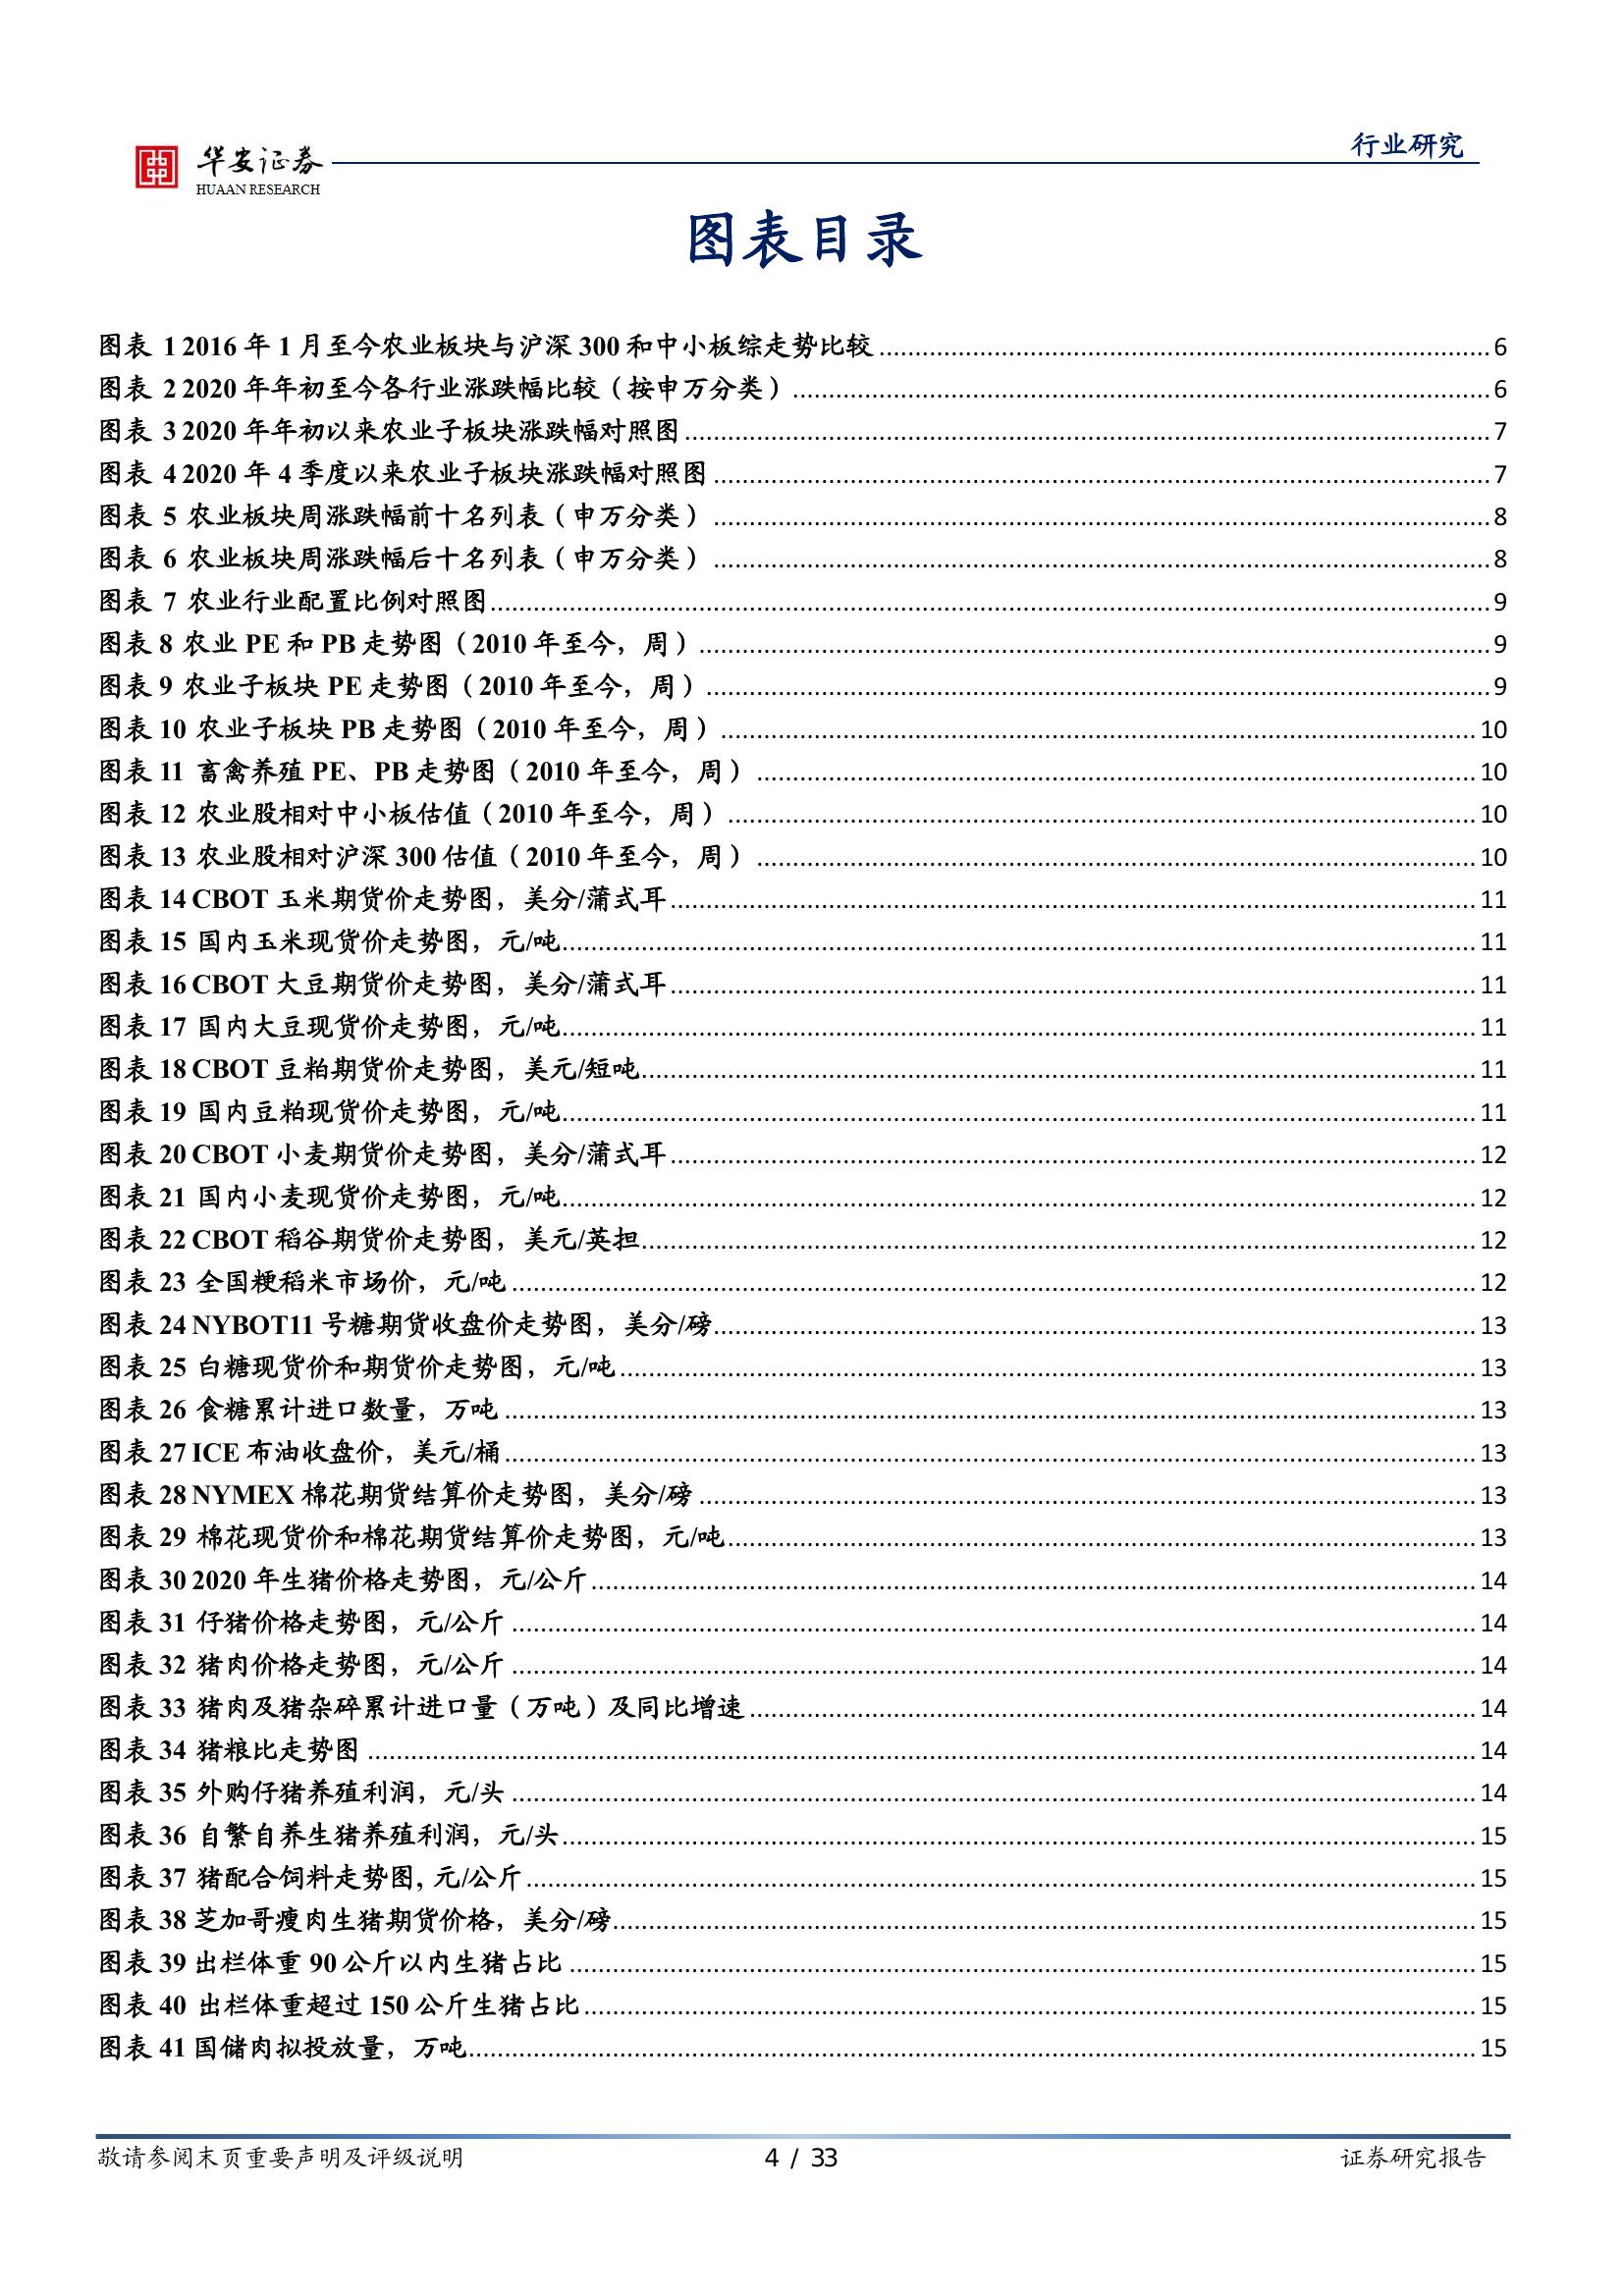 华安证券
HUAAN RESEARCH
行业研究
图表目录
图表 1 2016 年 1 月至今农业板块与沪深 300 和中小板综走势比较 6
图表 2 2020 年年初至今各行业涨跌幅比较（按申万分类） 6
图表 3 2020 年年初以来农业子板块涨跌幅对照图 7
图表 4 2020 年 4 季度以来农业子板块涨跌幅对照图 7
图表 5 农业板块周涨跌幅前十名列表（申万分类） 8
图表 6 农业板块周涨跌幅后十名列表（申万分类） 8
图表 7 农业行业配置比例对照图 9
图表 8 农业 PE 和 PB 走势图（2010 年至今，周） 9
图表 9 农业子板块 PE 走势图（2010 年至今，周） 9
图表 10 农业子板块 PB 走势图（2010 年至今，周） 10
图表 11 畜禽养殖 PE、PB 走势图（2010 年至今，周） 10
图表 12 农业股相对中小板估值（2010 年至今，周） 10
图表 13 农业股相对沪深 300 估值（2010 年至今，周） 10
图表 14 CBOT 玉米期货价走势图，美分/蒲式耳 11
图表 15 国内玉米现货价走势图，元/吨 11
图表 16 CBOT 大豆期货价走势图，美分/蒲式耳 11
图表 17 国内大豆现货价走势图，元/吨 11
图表 18 CBOT 豆粕期货价走势图，美元/短吨 11
图表 19 国内豆粕现货价走势图，元/吨 11
图表 20 CBOT 小麦期货价走势图，美分/蒲式耳 12
图表 21 国内小麦现货价走势图，元/吨 12
图表 22 CBOT 稻谷期货价走势图，美元/英担 12
图表 23 全国粳稻米市场价，元/吨 12
图表 24 NYBOT11 号糖期货收盘价走势图，美分/磅 13
图表 25 白糖现货价和期货价走势图，元/吨 13
图表 26 食糖累计进口数量，万吨 13
图表 27 ICE 布油收盘价，美元/桶 13
图表 28 NYMEX 棉花期货结算价走势图，美分/磅 13
图表 29 棉花现货价和棉花期货结算价走势图，元/吨 13
图表 30 2020 年生猪价格走势图，元/公斤 14
图表 31 仔猪价格走势图，元/公斤 14
图表 32 猪肉价格走势图，元/公斤 14
图表 33 猪肉及猪杂碎累计进口量（万吨）及同比增速 14
图表 34 猪粮比走势图 14
图表 35 外购仔猪养殖利润，元/头 14
图表 36 自繁自养生猪养殖利润，元/头 15
图表 37 猪配合饲料走势图, 元/公斤 15
图表 38 芝加哥瘦肉生猪期货价格，美分/磅 15
图表 39 出栏体重 90 公斤以内生猪占比 15
图表 40 出栏体重超过 150 公斤生猪占比 15
图表 41 国储肉拟投放量，万吨 15
敬请参阅末页重要声明及评级说明
4 / 33
证券研究报告